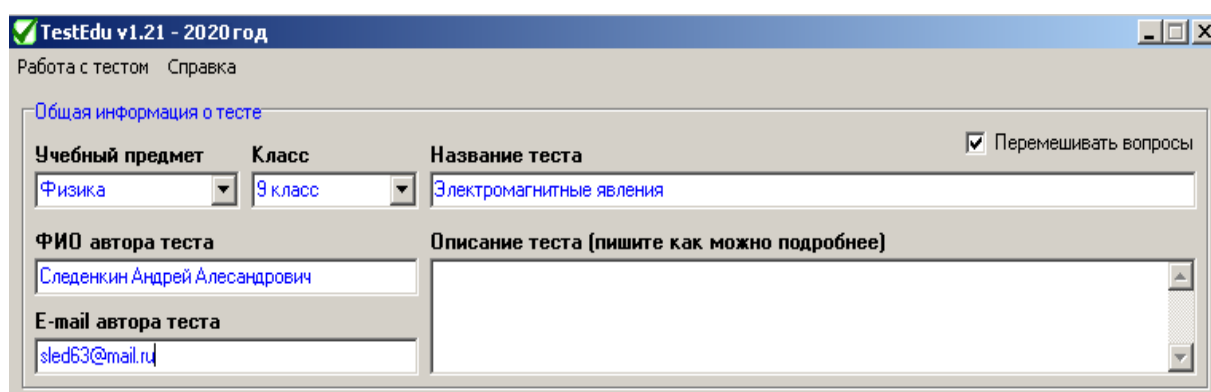 TestEdu v1.21 - 2020 год
Работа с тестом Справка
Общая информация о тесте
Перемешивать вопросы
Учебный предмет Класс Название теста
Физика 9 класс Электромагнитные явления
ФИО автора теста Описание теста (пишите как можно подробнее)
Следенкин Андрей Алесандрович
E-mail автора теста
sled63@mail.ru